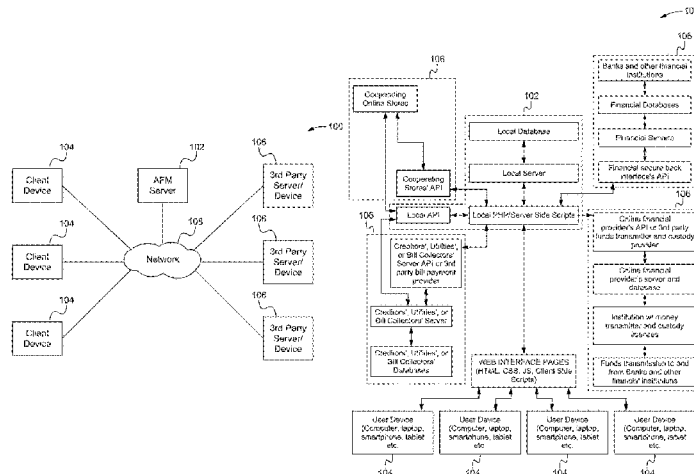 104
Client
Device
102
AFM
Server
100
106
3rd Party
Server/
Device
104
Client
Device
108
Network
106
3rd Party
Server/
Device
104
Client
Device
106
3rd Party
Server/
Device
106
Cooperating
Online Stores
Cooperating
Stores' API
102
Local Database
Local Server
Local API
Local PHP/Server Side Scripts
106
Banks and other financial
institutions
Financial Databases
Financial Servers
Financial secure back
interface's API
106
Creditors', Utilities',
or Bill Collectors'
Server API or 3rd
party bill payment
provider
Creditors', Utilities', or Bill
Collectors' Server
Creditors', Utilities', or
Bill Collectors'
Databases
106
Online financial
provider's API or 3rd party
funds transmitter and custody
provider
Online financial
provider's server and
database
Institution w/ money
transmitter and custody
licences
Funds transmission to and
from Banks and other
financial institutions
WEB INTERFACE PAGES
(HTML, CSS, JS, Client Side
Scripts)
User Device
(Computer, laptop,
smartphone, tablet
etc.
User Device
(Computer, laptop,
smartphone, tablet
etc.
User Device
(Computer, laptop,
smartphone, tablet
etc.
User Device
(Computer, laptop,
smartphone, tablet
etc.
104
104
104
104